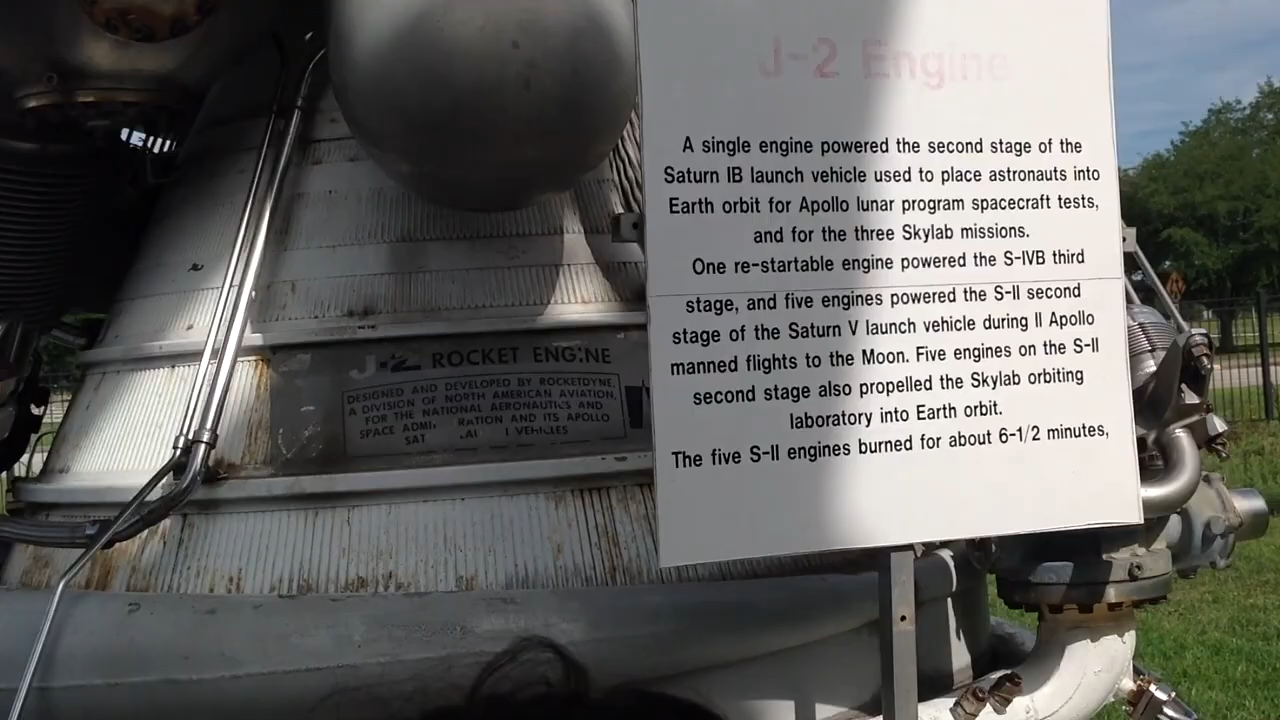 J-2 Engine
A single engine powered the second stage of the
Saturn IB launch vehicle used to place astronauts into
Earth orbit for Apollo lunar program spacecraft tests,
and for the three Skylab missions.
One re-startable engine powered the S-IVB third
stage, and five engines powered the S-II second
stage of the Saturn V launch vehicle during II Apollo
manned flights to the Moon. Five engines on the S-II
second stage also propelled the Skylab orbiting
laboratory into Earth orbit.
The five S-II engines burned for about 6-1/2 minutes,
J-2 ROCKET ENGINE
DESIGNED AND DEVELOPED BY ROCKETDYNE,
A DIVISION OF NORTH AMERICAN AVIATION,
FOR THE NATIONAL AERONAUTICS AND
SPACE ADMI RATION AND ITS APOLLO
SAT VEHICLES